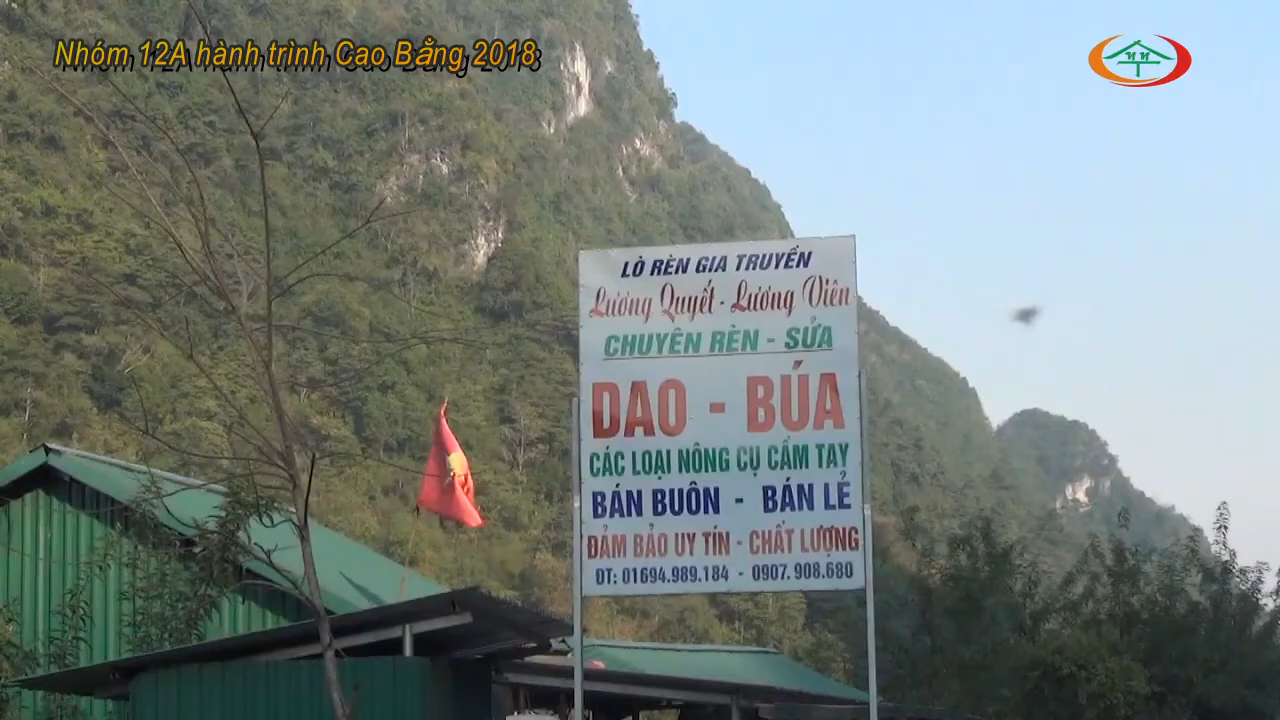 Nhóm 12A hành trình Cao Bằng 2018
LÒ RÈN GIA TRUYỀN
Lương Quyết - Lương Viên
CHUYÊN RÈN - SỬA
DAO - BÚA
CÁC LOẠI NÔNG CỤ CẦM TAY
BÁN BUÔN - BÁN LẺ
ĐẢM BẢO UY TÍN - CHẤT LƯỢNG
ĐT: 01694.989.184 - 0907.908.680